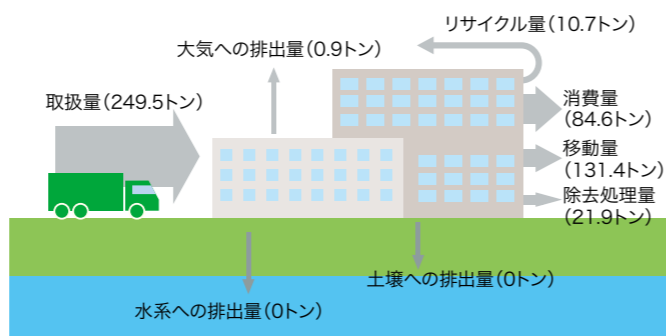 リサイクル量（10.7トン）
大気への排出量（0.9トン）
取扱量（249.5トン）
消費量
（84.6トン）
移動量
（131.4トン）
除去処理量
（21.9トン）
土壌への排出量（0トン）
水系への排出量（0トン）